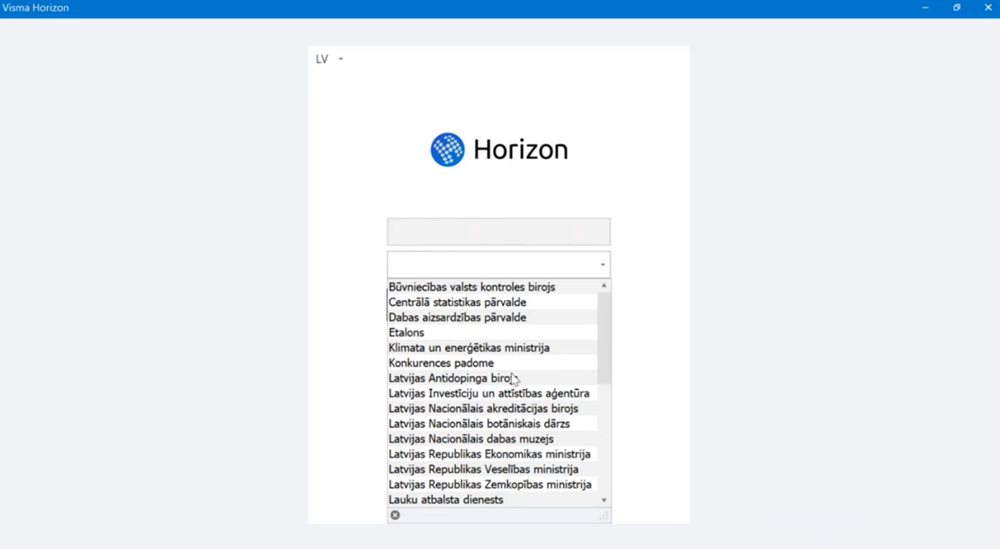 Visma Horizon
LV
Horizon
Būvniecības valsts kontroles birojs
Centrālā statistikas pārvalde
Dabas aizsardzības pārvalde
Etalons
Klimata un enerģētikas ministrija
Konkurences padome
Latvijas Antidopinga birojs
Latvijas Investīciju un attīstības aģentūra
Latvijas Nacionālais akreditācijas birojs
Latvijas Nacionālais botāniskais dārzs
Latvijas Nacionālais dabas muzejs
Latvijas Republikas Ekonomikas ministrija
Latvijas Republikas Veselības ministrija
Latvijas Republikas Zemkopības ministrija
Lauku atbalsta dienests